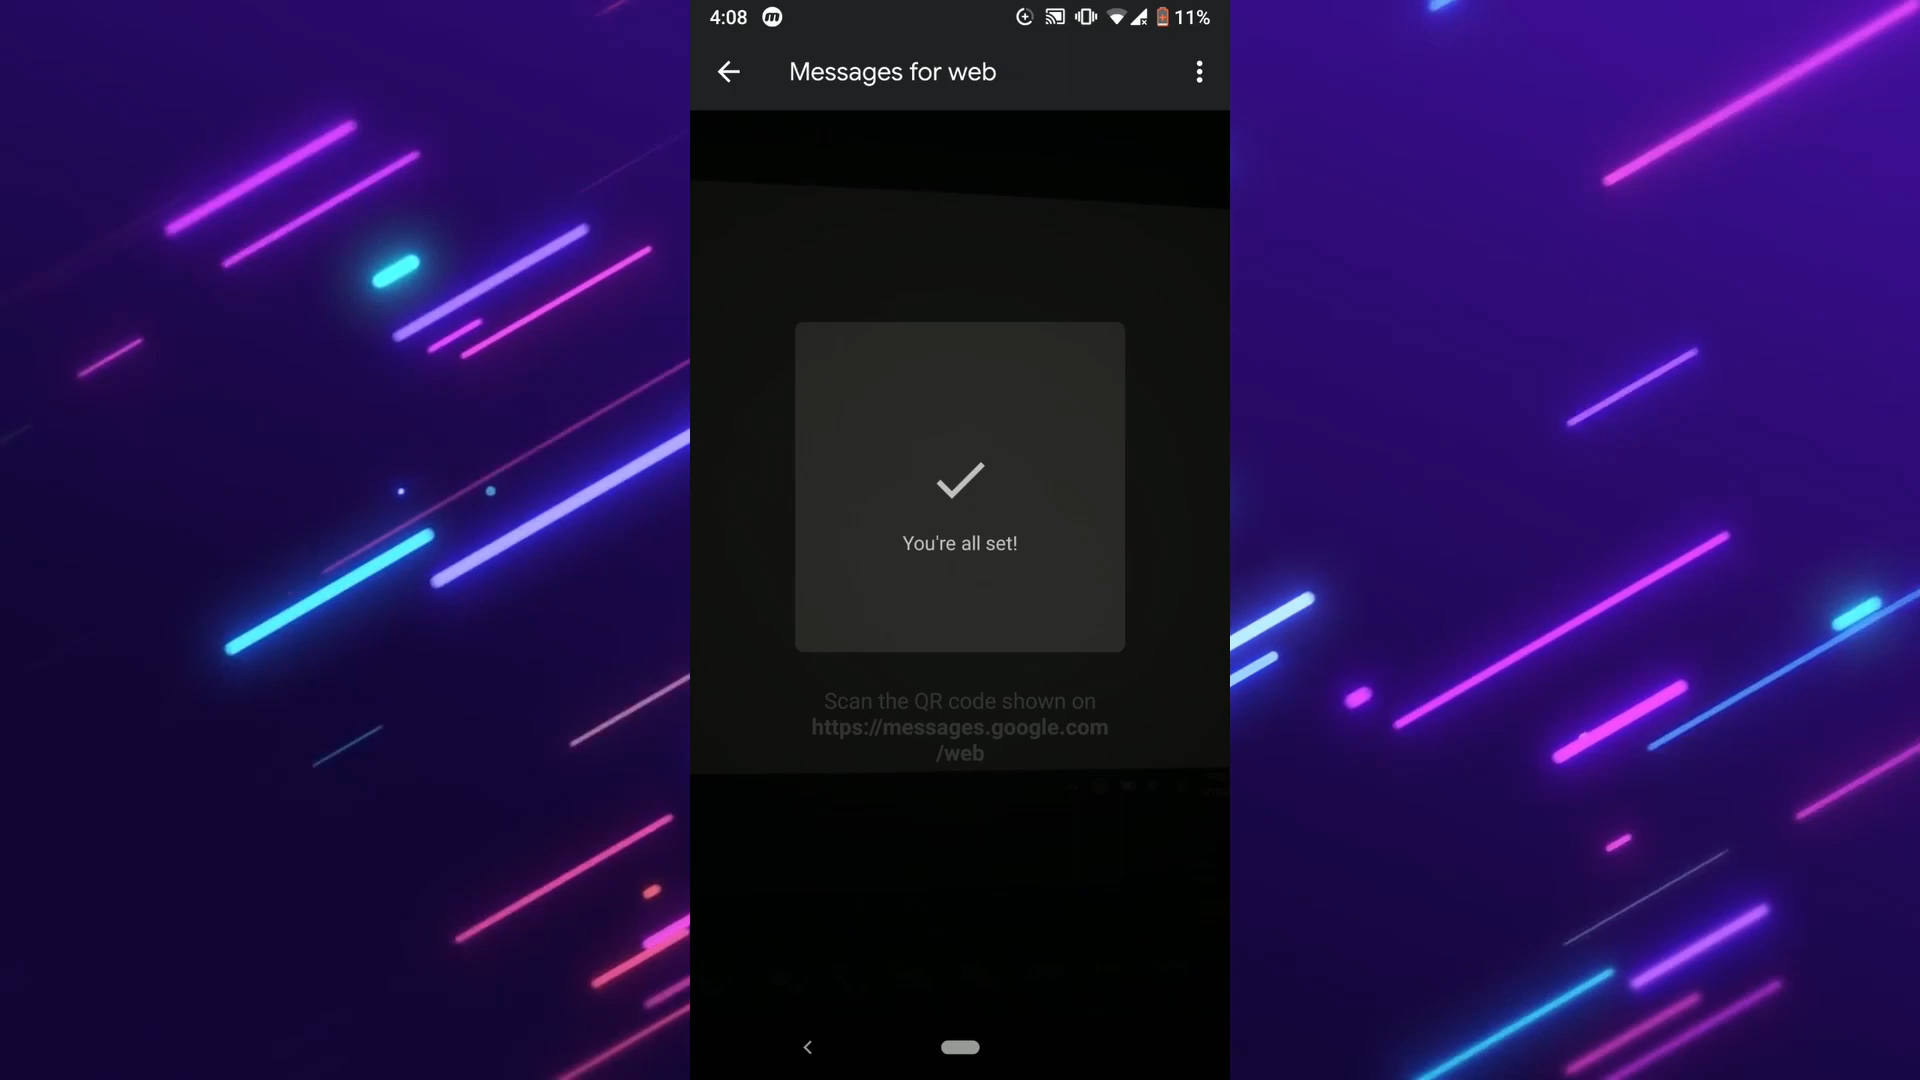 4:08
11%
Messages for web
You're all set!
Scan the QR code shown on
https://messages.google.com
/web